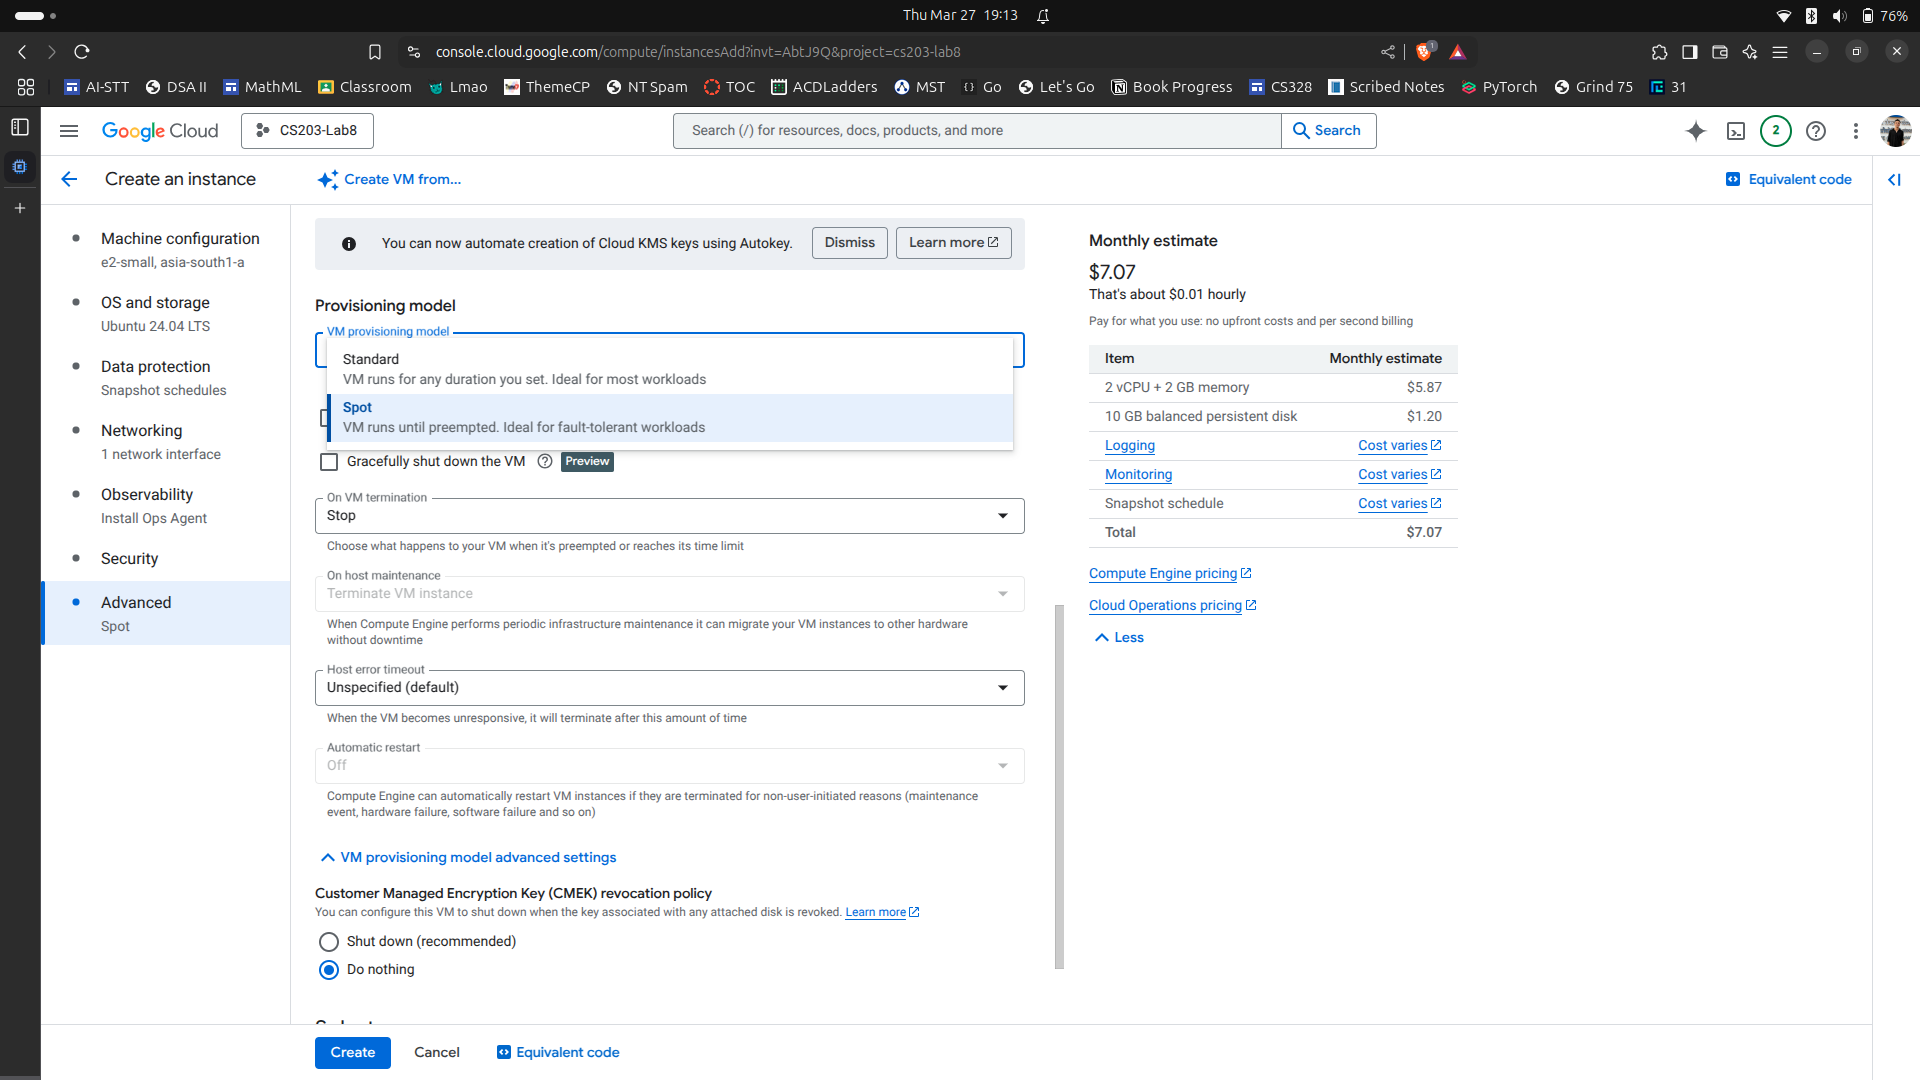 Thu Mar 27 19:13
76%
console.cloud.google.com/compute/instancesAdd?invt=AbtJ9Q&project=cs203-lab8
1
AI-STT
DSA II
MathML
Classroom
Lmao
ThemeCP
NT Spam
TOC
ACDLadders
MST
Go
Let's Go
Book Progress
CS328
Scribed Notes
PyTorch
Grind 75
31
Google Cloud
CS203-Lab8
Search (/) for resources, docs, products, and more
Search
2
Create an instance
Create VM from...
Equivalent code
Machine configuration
e2-small, asia-south1-a
OS and storage
Ubuntu 24.04 LTS
Data protection
Snapshot schedules
Networking
1 network interface
Observability
Install Ops Agent
Security
Advanced
Spot
You can now automate creation of Cloud KMS keys using Autokey.
Dismiss
Learn more
Provisioning model
VM provisioning model
Standard
VM runs for any duration you set. Ideal for most workloads
Spot
VM runs until preempted. Ideal for fault-tolerant workloads
Gracefully shut down the VM
Preview
On VM termination
Stop
Choose what happens to your VM when it's preempted or reaches its time limit
On host maintenance
Terminate VM instance
When Compute Engine performs periodic infrastructure maintenance it can migrate your VM instances to other hardware
without downtime
Host error timeout
Unspecified (default)
When the VM becomes unresponsive, it will terminate after this amount of time
Automatic restart
Off
Compute Engine can automatically restart VM instances if they are terminated for non-user-initiated reasons (maintenance
event, hardware failure, software failure and so on)
VM provisioning model advanced settings
Customer Managed Encryption Key (CMEK) revocation policy
You can configure this VM to shut down when the key associated with any attached disk is revoked. Learn more
Shut down (recommended)
Do nothing
Create
Cancel
Equivalent code
Monthly estimate
$7.07
That's about $0.01 hourly
Pay for what you use: no upfront costs and per second billing
Item Monthly estimate
2 vCPU + 2 GB memory $5.87
10 GB balanced persistent disk $1.20
Logging Cost varies
Monitoring Cost varies
Snapshot schedule Cost varies
Total $7.07
Compute Engine pricing
Cloud Operations pricing
Less